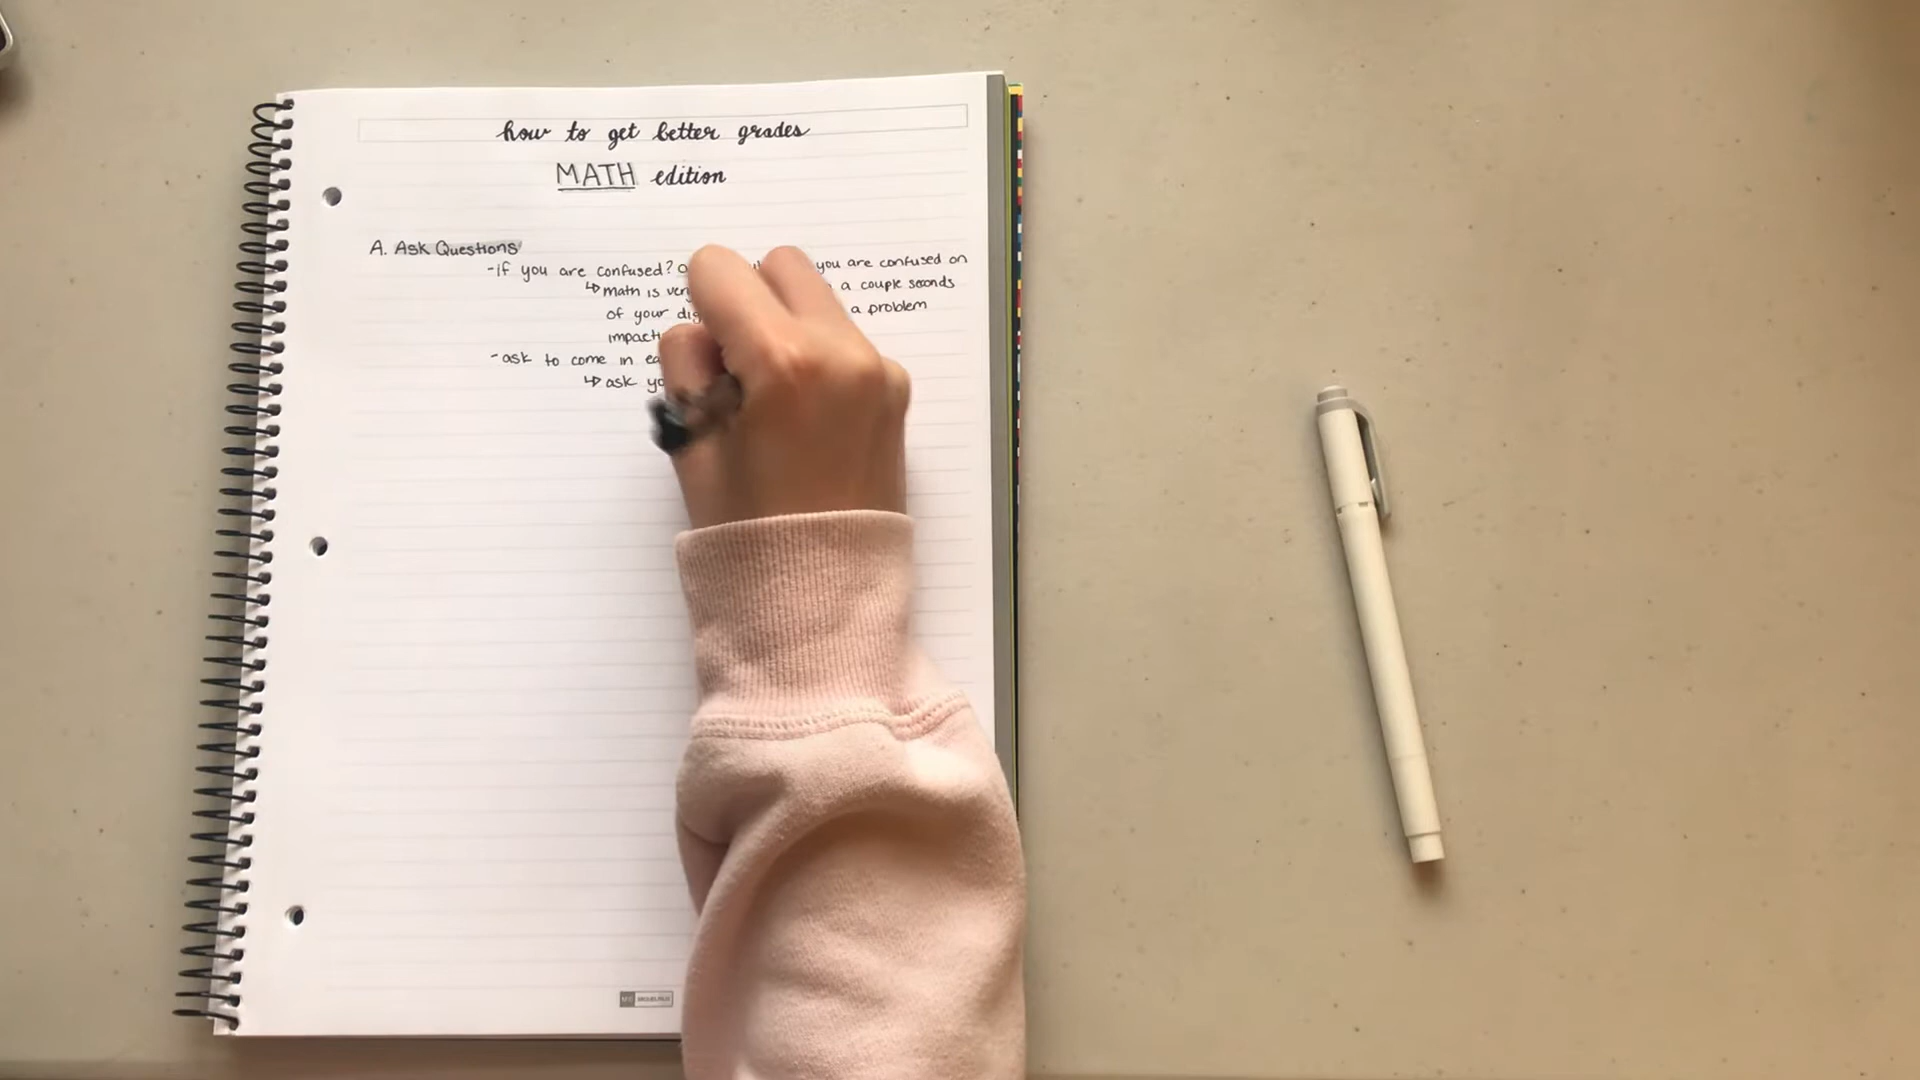 how to get better grades
MATH edition
A. Ask Questions
-if you are confused? you are confused on
↳ math is a couple seconds
of your a problem
-ask to come in
↳ ask